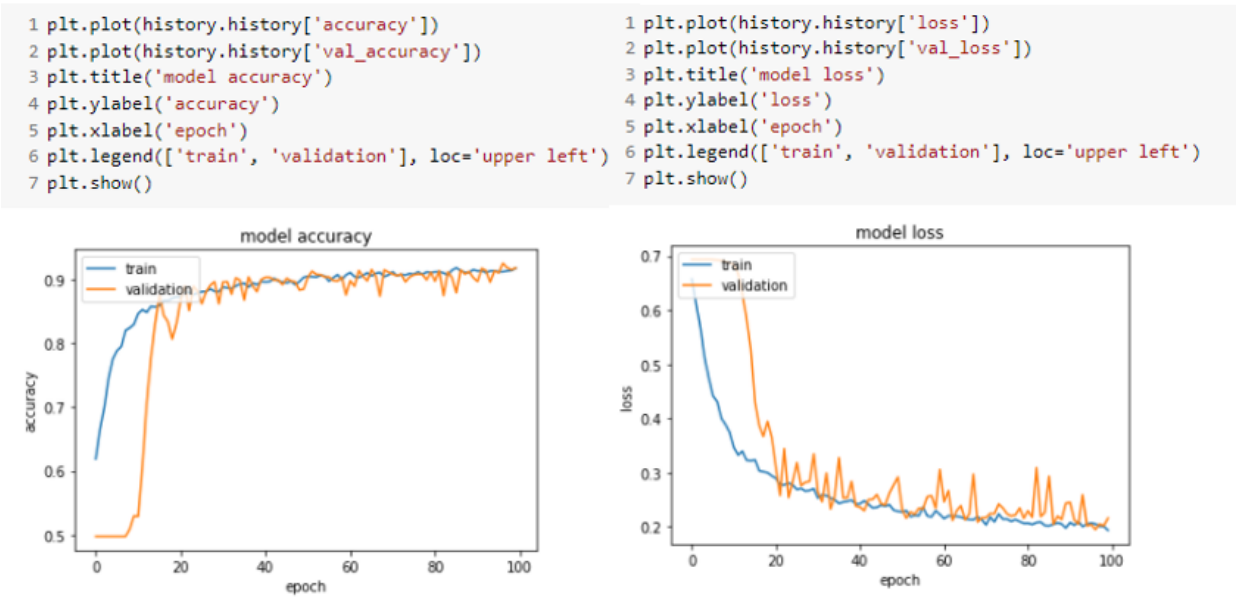 1 plt.plot(history.history['accuracy'])
2 plt.plot(history.history['val_accuracy'])
3 plt.title('model accuracy')
4 plt.ylabel('accuracy')
5 plt.xlabel('epoch')
6 plt.legend(['train', 'validation'], loc='upper left')
7 plt.show()
1 plt.plot(history.history['loss'])
2 plt.plot(history.history['val_loss'])
3 plt.title('model loss')
4 plt.ylabel('loss')
5 plt.xlabel('epoch')
6 plt.legend(['train', 'validation'], loc='upper left')
7 plt.show()
model accuracy
train
validation
0.9
0.8
0.7
0.6
0.5
accuracy
0 20 40 60 80 100
epoch
model loss
train
validation
0.7
0.6
0.5
0.4
0.3
0.2
loss
0 20 40 60 80 100
epoch